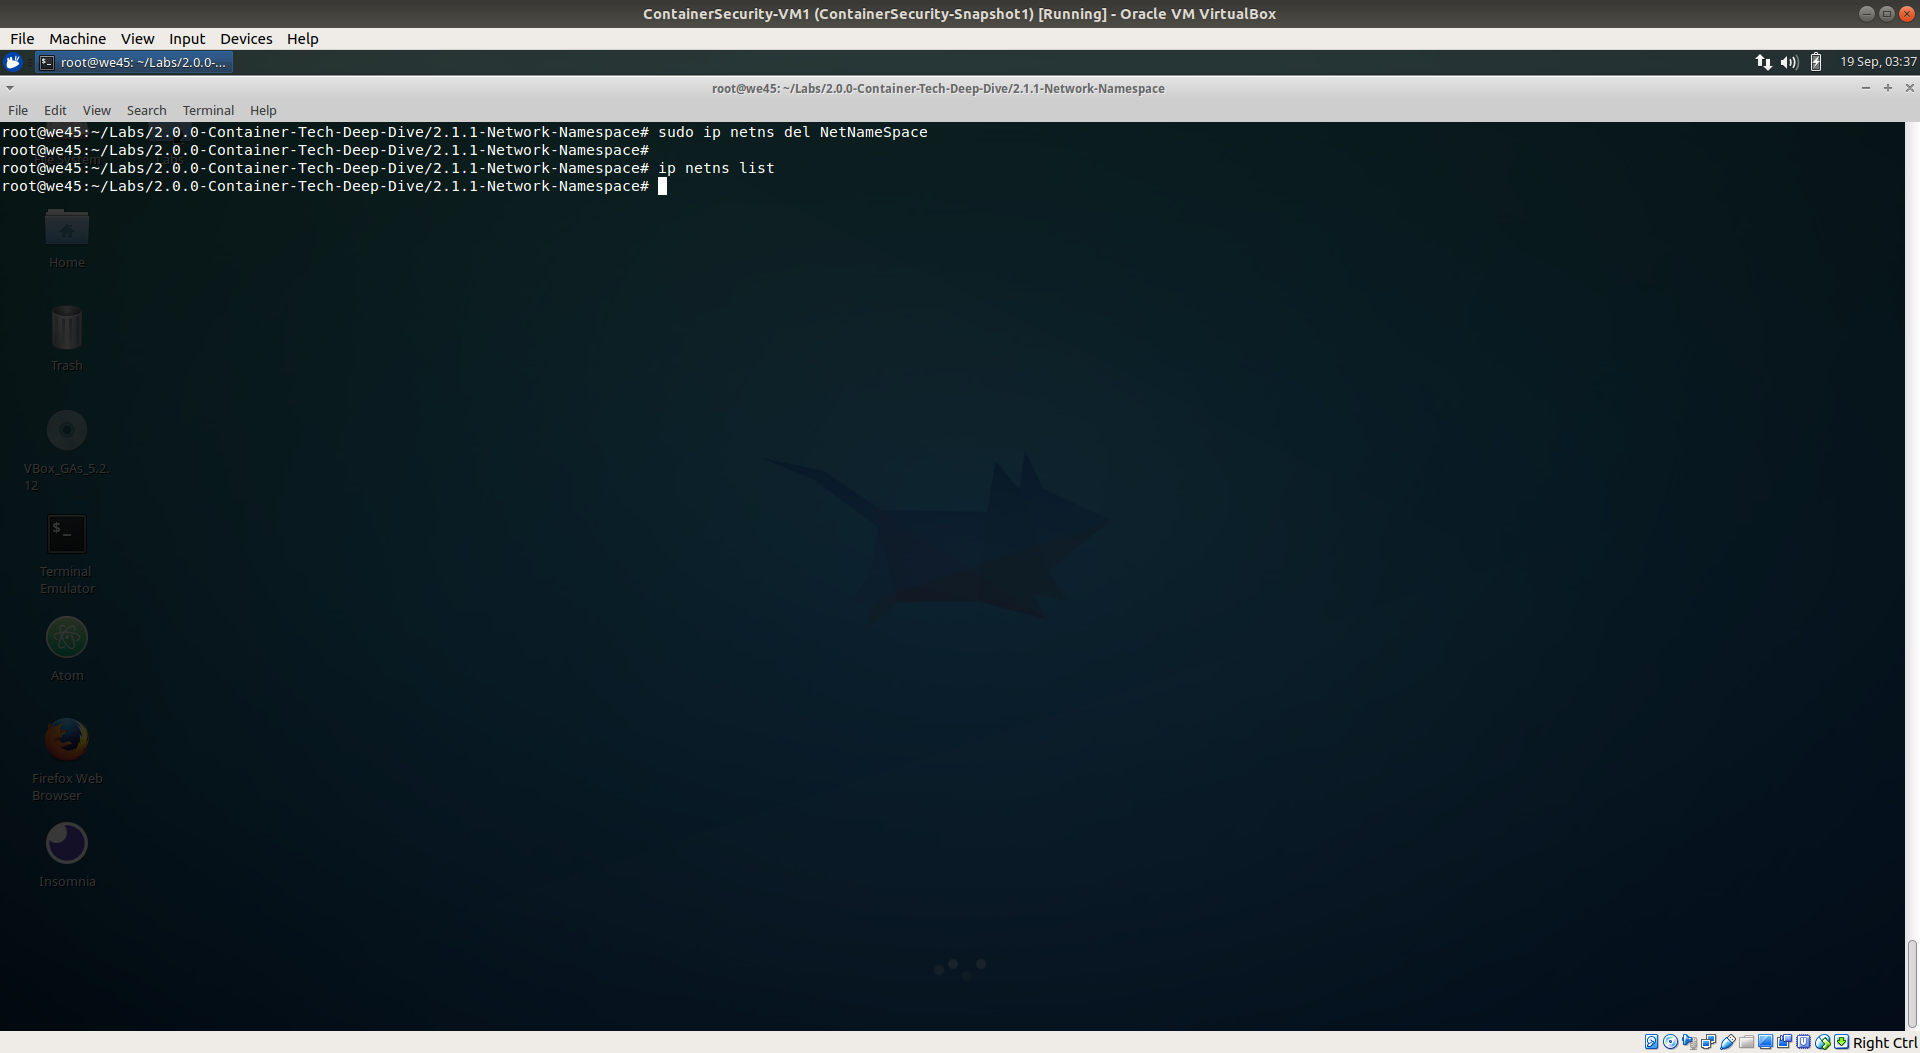 ContainerSecurity-VM1 (ContainerSecurity-Snapshot1) [Running] - Oracle VM VirtualBox
File Machine View Input Devices Help
root@we45: ~/Labs/2.0.0-...
19 Sep, 03:37
root@we45: ~/Labs/2.0.0-Container-Tech-Deep-Dive/2.1.1-Network-Namespace
File Edit View Search Terminal Help
root@we45:~/Labs/2.0.0-Container-Tech-Deep-Dive/2.1.1-Network-Namespace# sudo ip netns del NetNameSpace
root@we45:~/Labs/2.0.0-Container-Tech-Deep-Dive/2.1.1-Network-Namespace#
root@we45:~/Labs/2.0.0-Container-Tech-Deep-Dive/2.1.1-Network-Namespace# ip netns list
root@we45:~/Labs/2.0.0-Container-Tech-Deep-Dive/2.1.1-Network-Namespace#
Home
Trash
VBox_GAs_5.2.
12
$_
Terminal
Emulator
Atom
Firefox Web
Browser
Insomnia
Right Ctrl